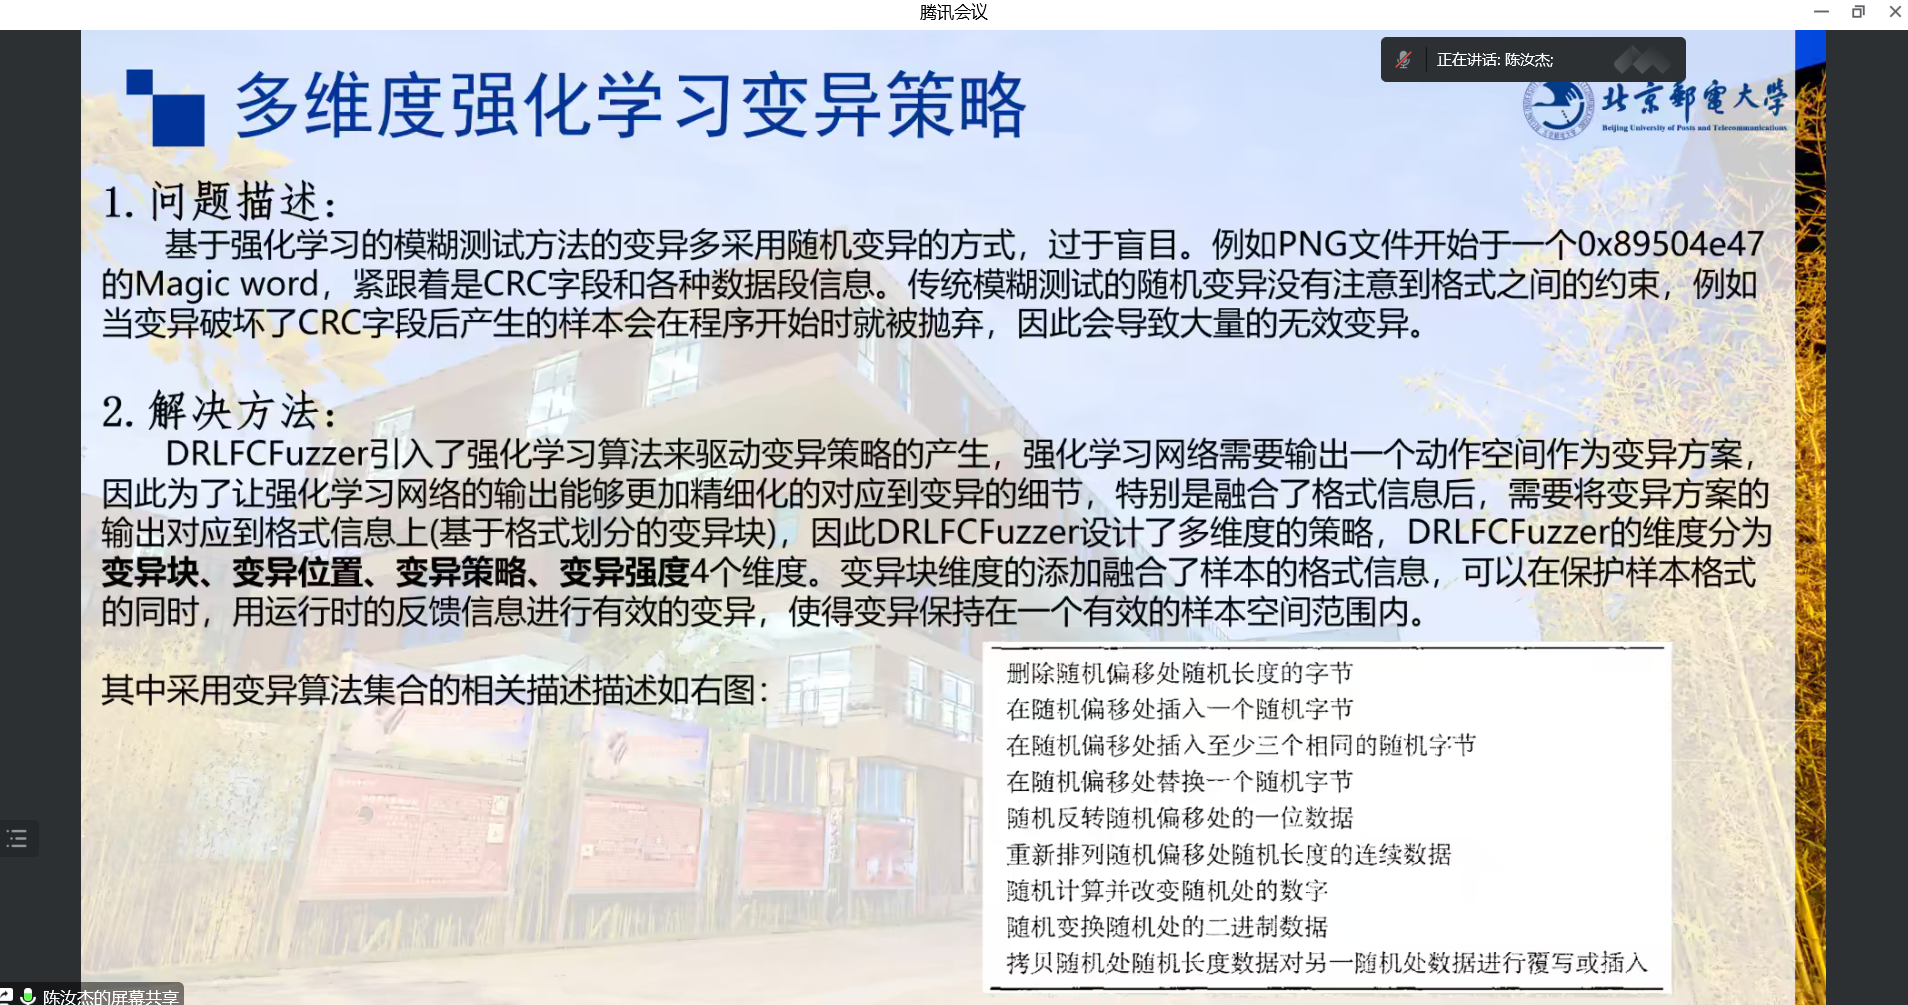 腾讯会议
正在讲话: 陈汝杰;
多维度强化学习变异策略
北京郵電大學
Beijing University of Posts and Telecommunications
1. 问题描述：
基于强化学习的模糊测试方法的变异多采用随机变异的方式，过于盲目。例如PNG文件开始于一个0x89504e47
的Magic word，紧跟着是CRC字段和各种数据段信息。传统模糊测试的随机变异没有注意到格式之间的约束，例如
当变异破坏了CRC字段后产生的样本会在程序开始时就被抛弃，因此会导致大量的无效变异。
2. 解决方法：
DRLFCFuzzer引入了强化学习算法来驱动变异策略的产生，强化学习网络需要输出一个动作空间作为变异方案，
因此为了让强化学习网络的输出能够更加精细化的对应到变异的细节，特别是融合了格式信息后，需要将变异方案的
输出对应到格式信息上(基于格式划分的变异块)，因此DRLFCFuzzer设计了多维度的策略，DRLFCFuzzer的维度分为
变异块、变异位置、变异策略、变异强度4个维度。变异块维度的添加融合了样本的格式信息，可以在保护样本格式
的同时，用运行时的反馈信息进行有效的变异，使得变异保持在一个有效的样本空间范围内。
其中采用变异算法集合的相关描述描述如右图：
删除随机偏移处随机长度的字节
在随机偏移处插入一个随机字节
在随机偏移处插入至少三个相同的随机字节
在随机偏移处替换一个随机字节
随机反转随机偏移处的一位数据
重新排列随机偏移处随机长度的连续数据
随机计算并改变随机处的数字
随机变换随机处的二进制数据
拷贝随机处随机长度数据对另一随机处数据进行覆写或插入
陈汝杰的屏幕共享